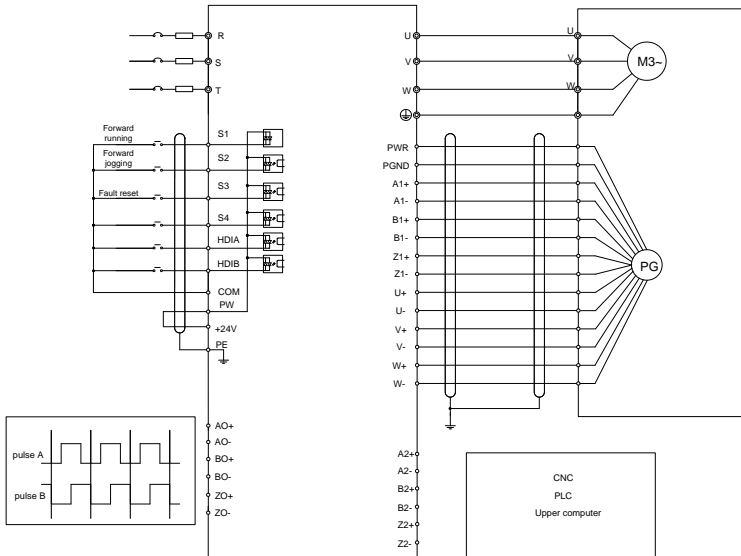 R
S
T
Forward
running
Forward
jogging
Fault reset
S1
S2
S3
S4
HDIA
HDIB
COM
PW
+24V
PE
U
V
W
PWR
PGND
A1+
A1-
B1+
B1-
Z1+
Z1-
U+
U-
V+
V-
W+
W-
U
V
W
M3~
PG
pulse A
pulse B
AO+
AO-
BO+
BO-
ZO+
ZO-
A2+
A2-
B2+
B2-
Z2+
Z2-
CNC
PLC
Upper computer